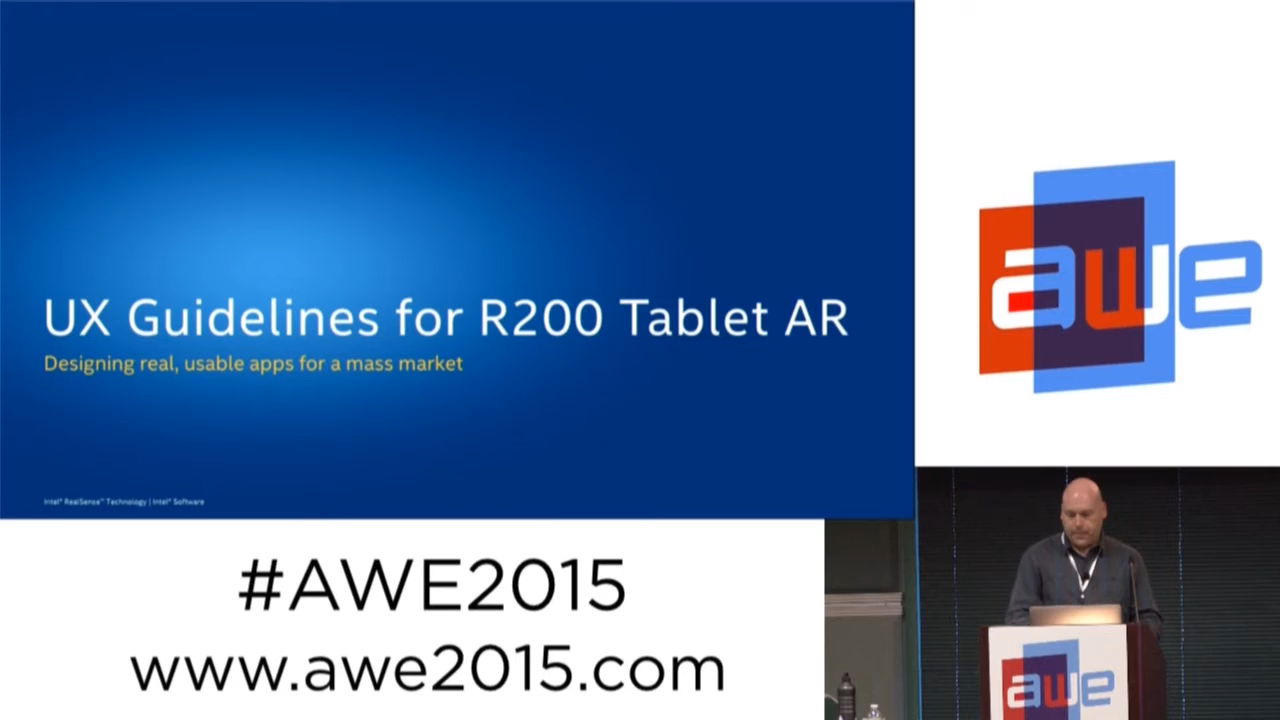 UX Guidelines for R200 Tablet AR
Designing real, usable apps for a mass market
Intel® RealSense™ Technology | Intel® Software
awe
#AWE2015
www.awe2015.com
awe